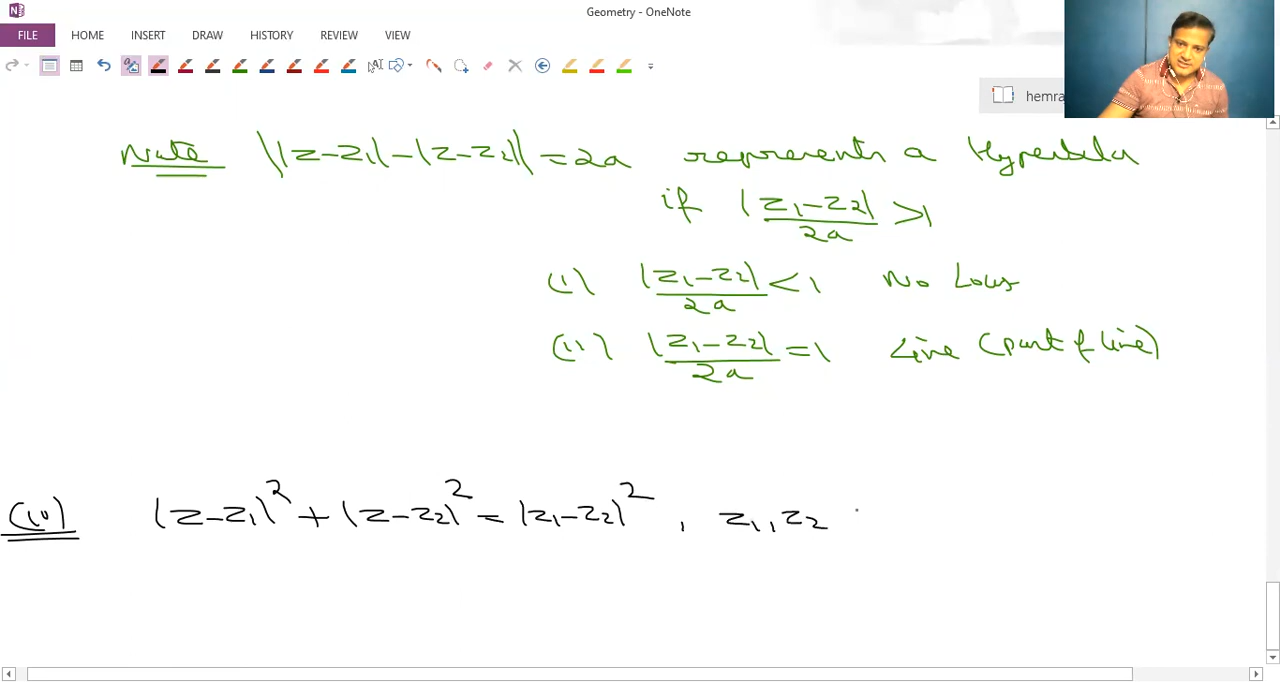 Geometry - OneNote
FILE HOME INSERT DRAW HISTORY REVIEW VIEW
hemra
Note ||z-z₁|-|z-z₂||=2a represents a Hyperbola
if |z₁-z₂|/2a >1
(i) |z₁-z₂|/2a <1 No Locus
(ii) |z₁-z₂|/2a =1 Line (part of line)
(10) |z-z₁|²+|z-z₂|²=|z₁-z₂|², z₁,z₂